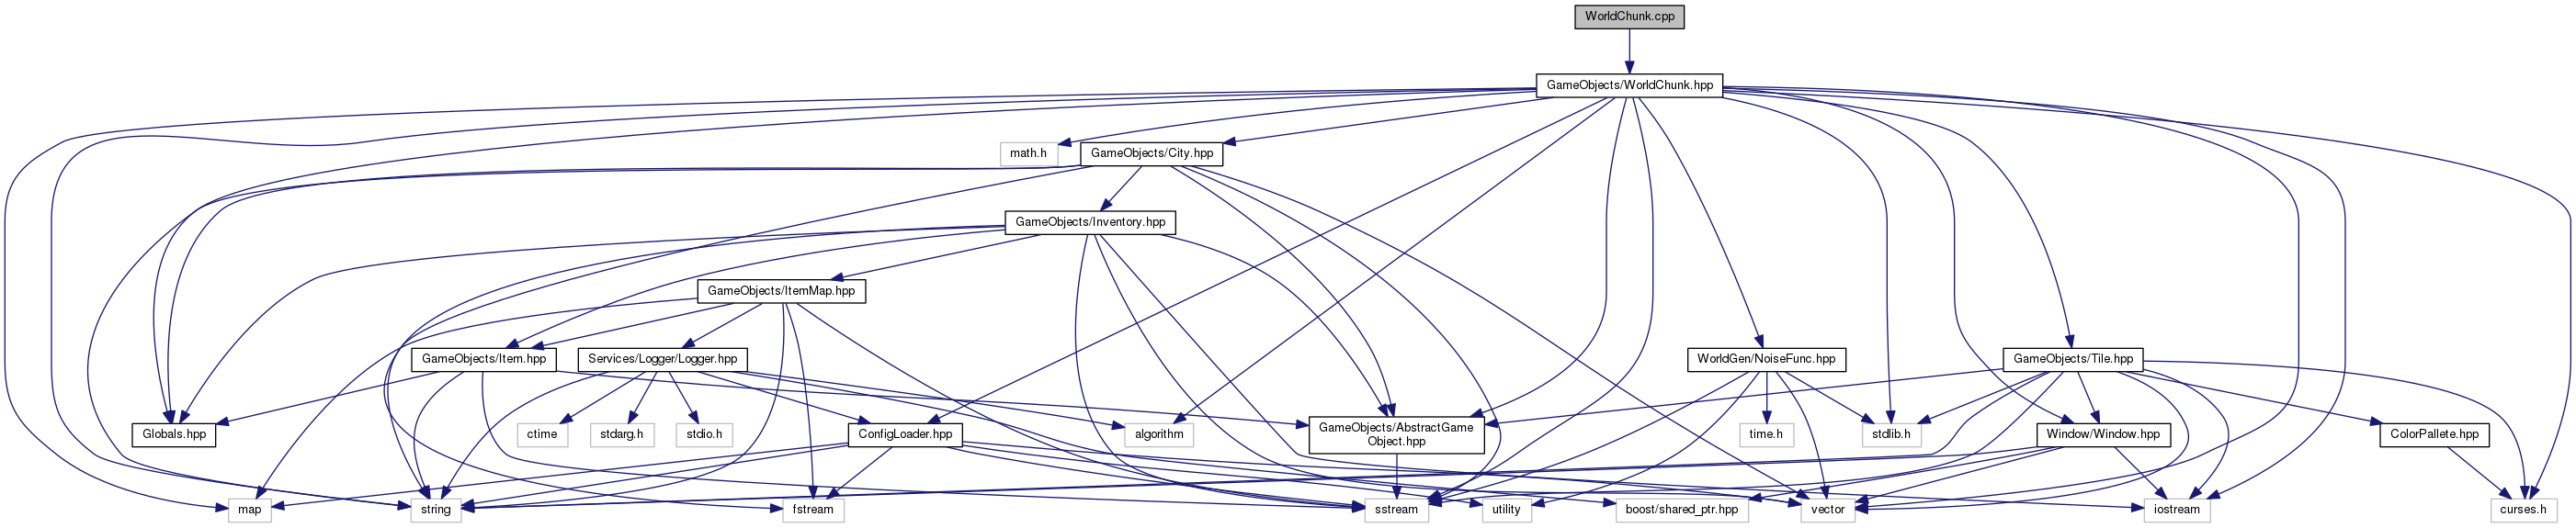 WorldChunk.cpp
GameObjects/WorldChunk.hpp
math.h
GameObjects/City.hpp
GameObjects/Inventory.hpp
GameObjects/ItemMap.hpp
GameObjects/Item.hpp
Services/Logger/Logger.hpp
WorldGen/NoiseFunc.hpp
GameObjects/Tile.hpp
Globals.hpp
ctime
stdarg.h
stdio.h
ConfigLoader.hpp
algorithm
GameObjects/AbstractGame
Object.hpp
time.h
stdlib.h
Window/Window.hpp
ColorPallete.hpp
map
string
fstream
sstream
utility
boost/shared_ptr.hpp
vector
iostream
curses.h